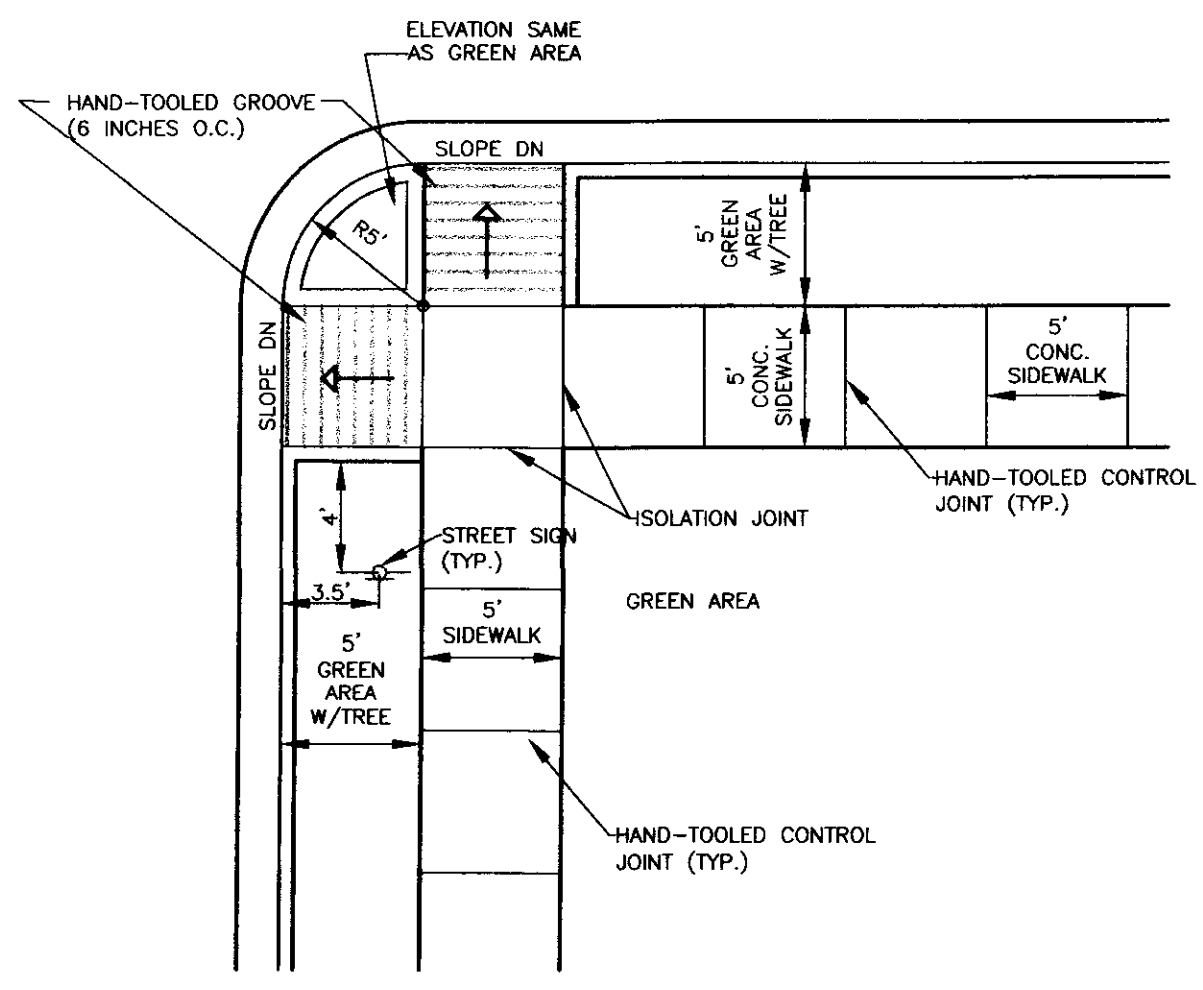 ELEVATION SAME
AS GREEN AREA
HAND-TOOLED GROOVE
(6 INCHES O.C.)
SLOPE DN
R5'
5'
GREEN
AREA
W/TREE
SLOPE DN
5'
CONC.
SIDEWALK
5'
CONC.
SIDEWALK
HAND-TOOLED CONTROL
JOINT (TYP.)
ISOLATION JOINT
4'
STREET SIGN
(TYP.)
3.5'
GREEN AREA
5'
SIDEWALK
5'
GREEN
AREA
W/TREE
HAND-TOOLED CONTROL
JOINT (TYP.)